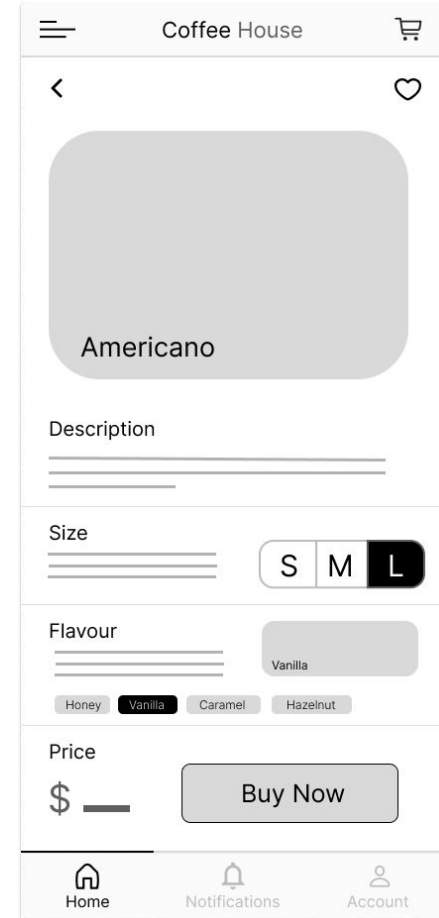 Coffee House
Americano
Description
Size
S M L
Flavour
Vanilla
Honey Vanilla Caramel Hazelnut
Price
$
Buy Now
Home Notifications Account